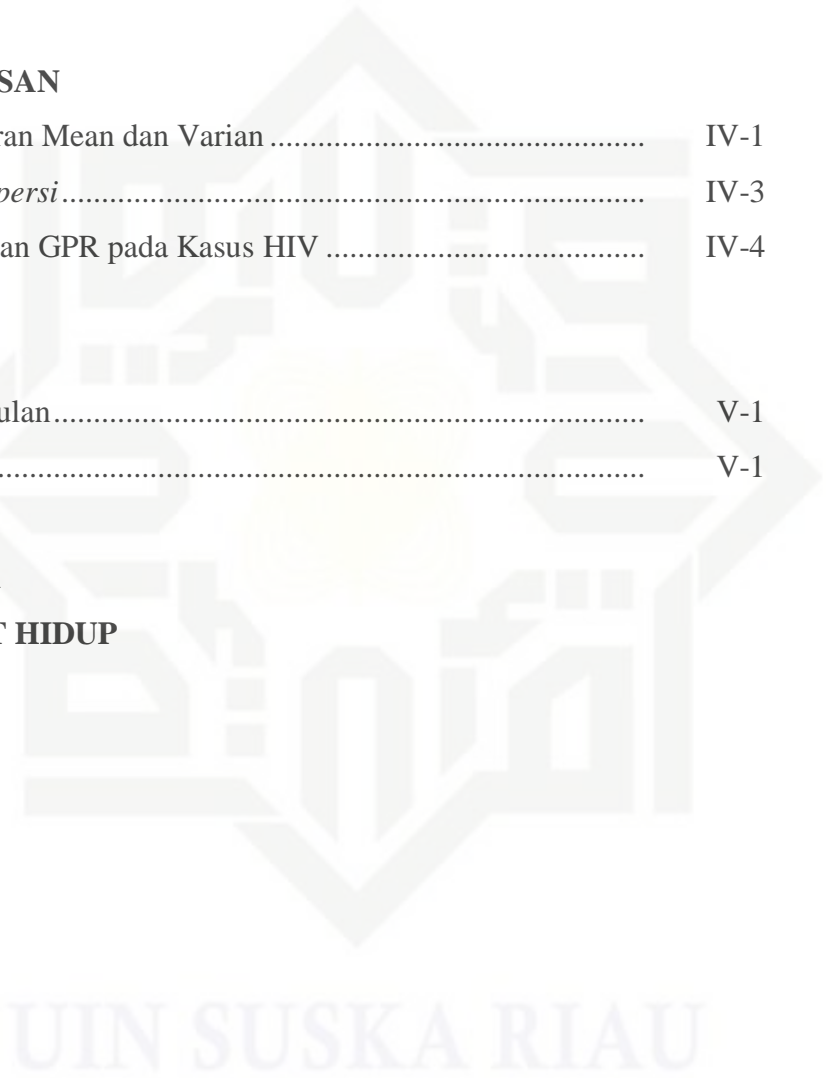 SAN
ran Mean dan Varian ............................................... IV-1
persi ......................................................................... IV-3
an GPR pada Kasus HIV ........................................ IV-4
ulan .......................................................................... V-1
................................................................................. V-1
T HIDUP
UIN SUSKA RIAU